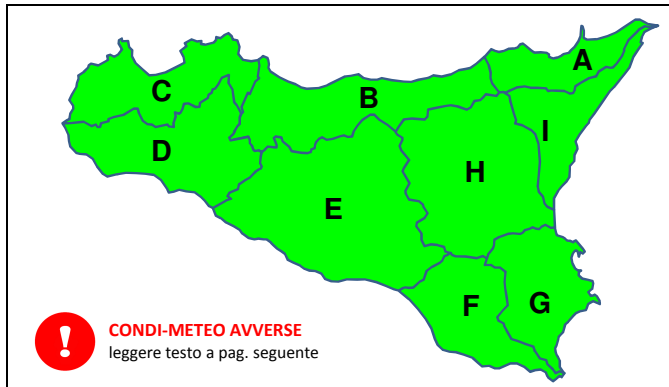 A
C
B
I
D
H
E
F
G
!
CONDI-METEO AVVERSE
leggere testo a pag. seguente